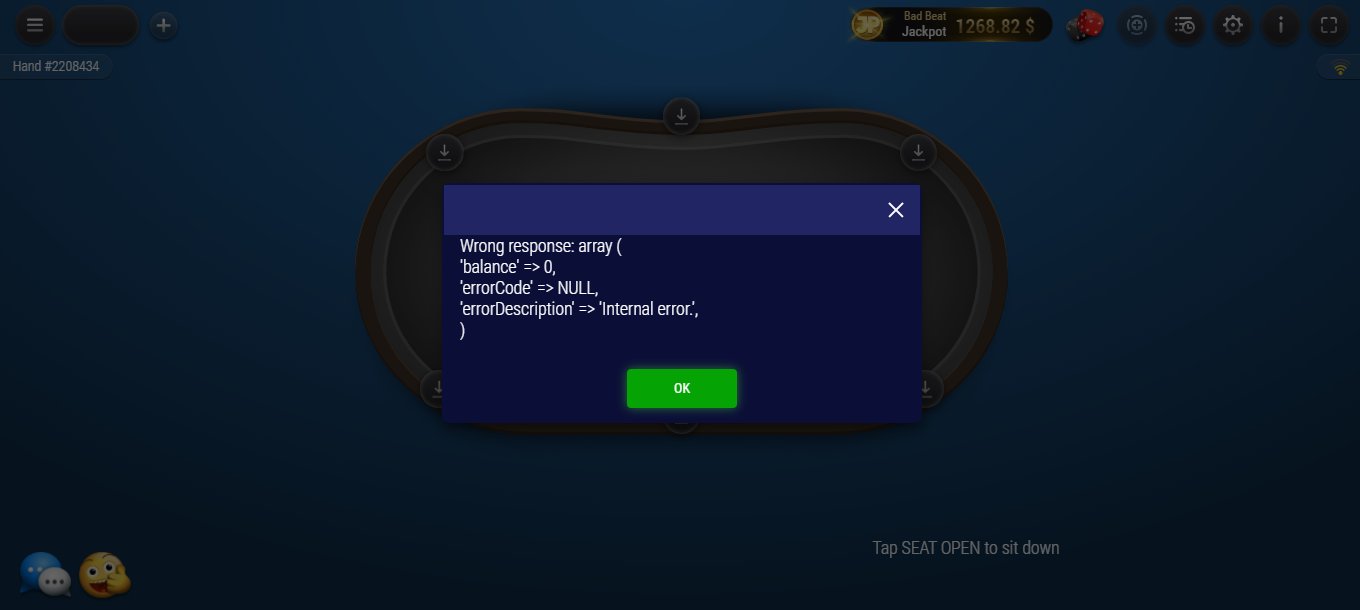 Bad Beat
Jackpot
1268.82 $
JP
Hand #2208434
Wrong response: array (
'balance' => 0,
'errorCode' => NULL,
'errorDescription' => 'Internal error.',
)
OK
Tap SEAT OPEN to sit down